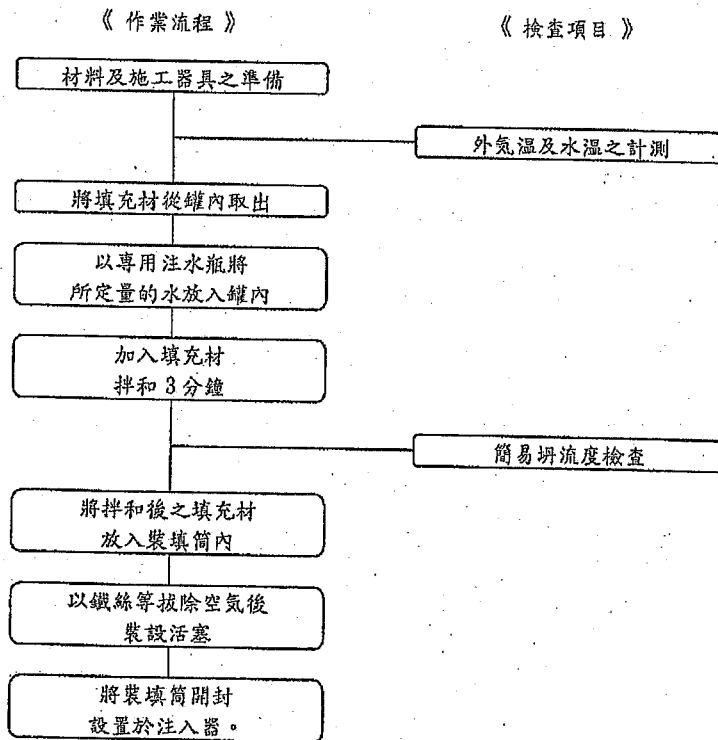 《 作業流程 》
《 檢查項目 》
材料及施工器具之準備
外気溫及水溫之計測
將填充材從罐內取出
以專用注水瓶將
所定量的水放入罐內
加入填充材
拌和 3 分鐘
簡易坍流度檢查
將拌和後之填充材
放入裝填筒內
以鐵絲等拔除空気後
裝設活塞
將裝填筒開封
設置於注入器。